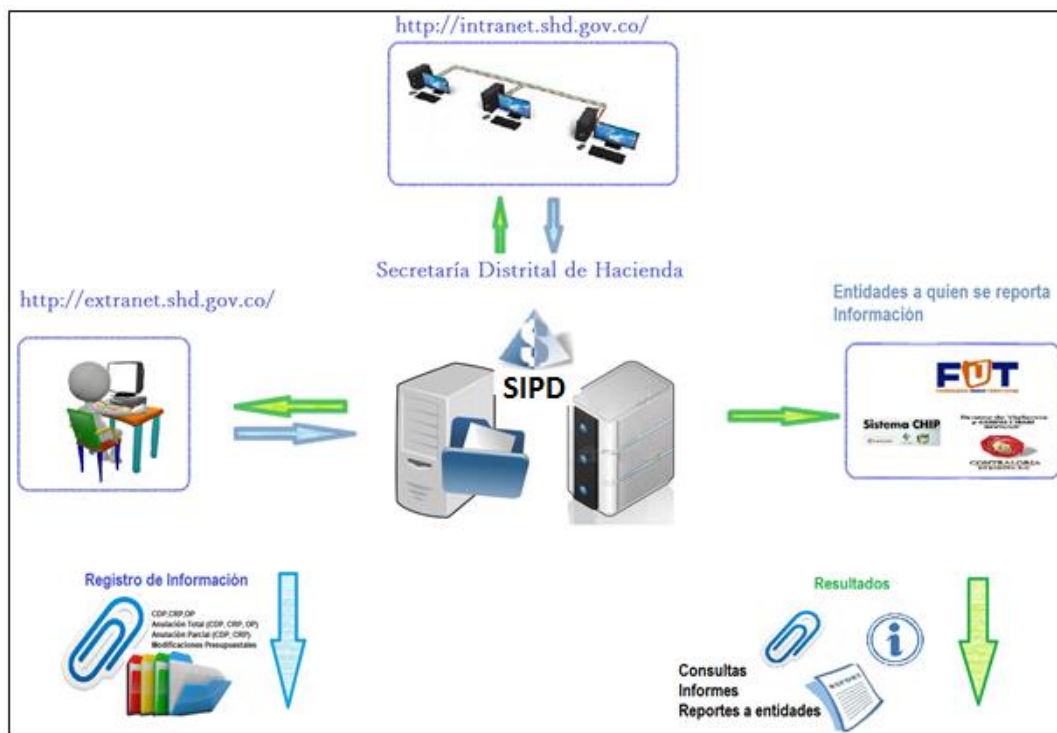 http://intranet.shd.gov.co/
Secretaría Distrital de Hacienda
http://extranet.shd.gov.co/
Entidades a quien se reporta
Información
SIPD
FUT
Sistema CHIP
CONTRALORÍA
Registro de Información
CDP,CRP,OP
Anulación Total (CDP, CRP, OP)
Anulación Parcial (CDP, CRP)
Modificaciones Presupuestales
Resultados
REPORT
Consultas
Informes
Reportes a entidades